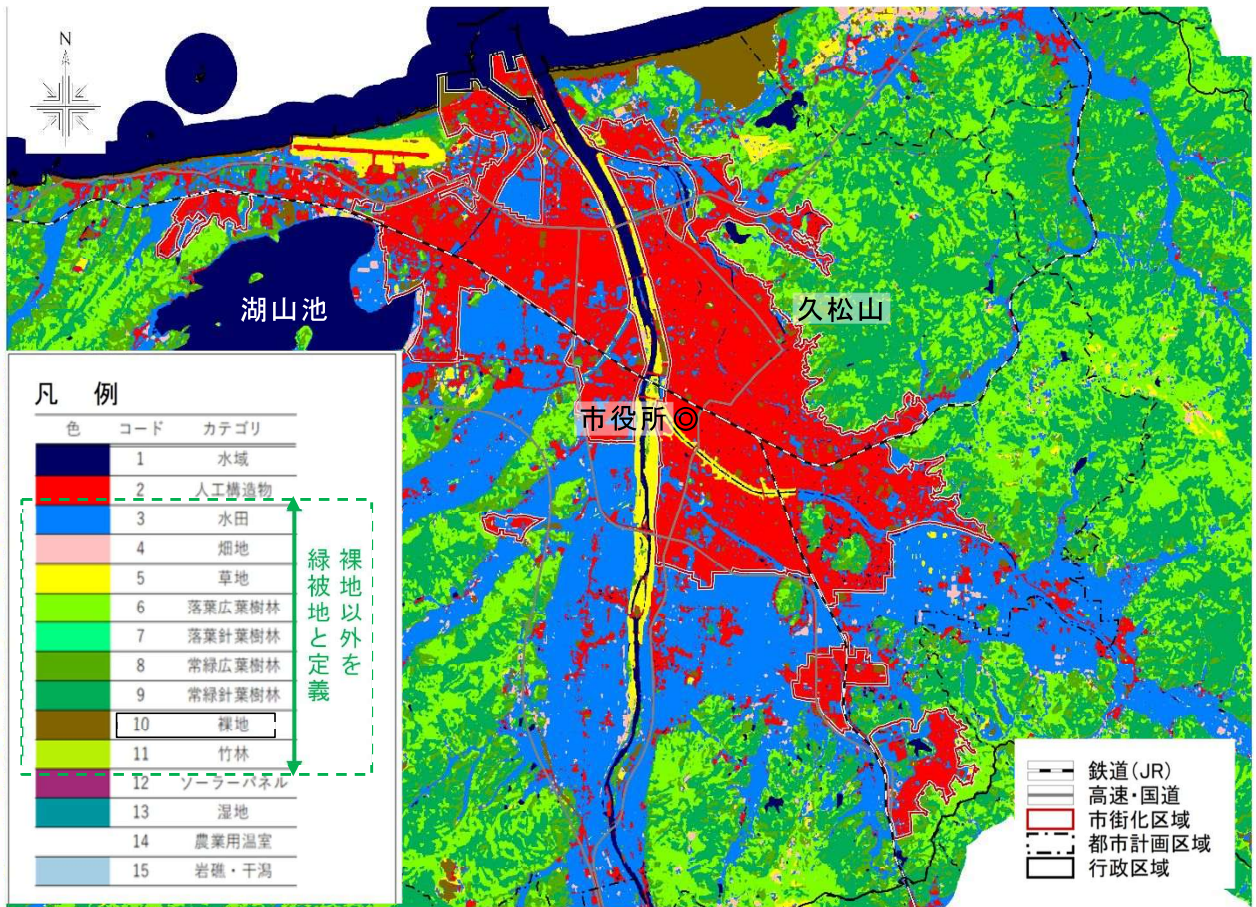 N
湖山池
久松山
市役所◎
凡 例
色 コード カテゴリ
1 水域
2 人工構造物
3 水田
4 畑地
5 草地
6 落葉広葉樹林
7 落葉針葉樹林
8 常緑広葉樹林
9 常緑針葉樹林
10 裸地
11 竹林
12 ソーラーパネル
13 湿地
14 農業用温室
15 岩礁・干潟
裸地以外を
緑被地と定義
鉄道(JR)
高速・国道
市街化区域
都市計画区域
行政区域